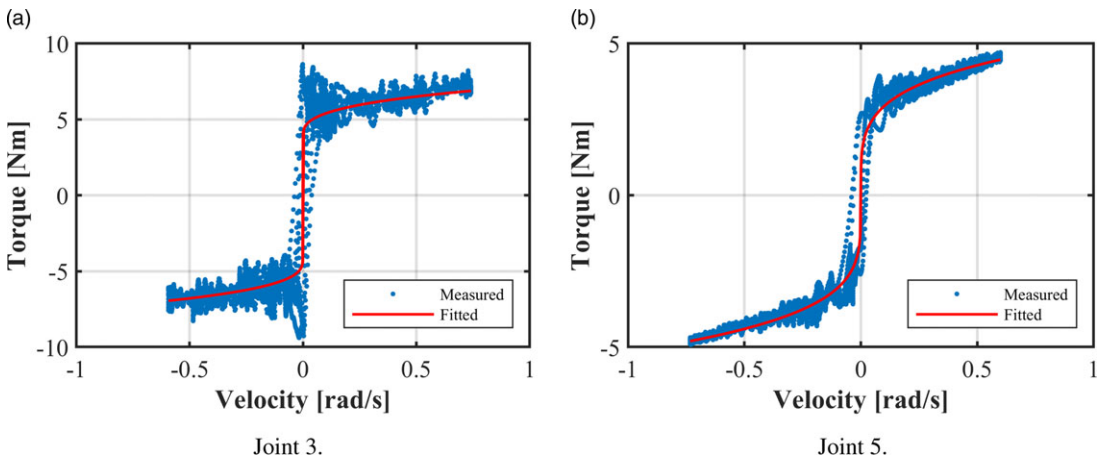 (a)
10
5
0
-5
-10
Torque [Nm]
Measured
Fitted
-1 -0.5 0 0.5 1
Velocity [rad/s]
Joint 3.
(b)
5
0
-5
Torque [Nm]
Measured
Fitted
-1 -0.5 0 0.5 1
Velocity [rad/s]
Joint 5.